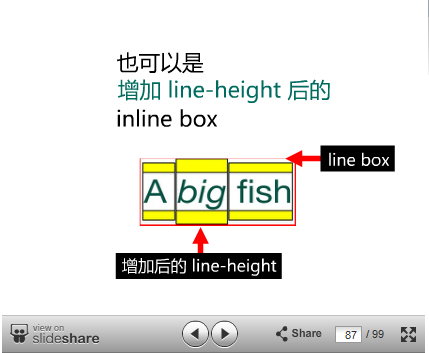 也可以是
增加 line-height 后的
inline box
line box
A big fish
增加后的 line-height
view on
slideshare
Share
87 / 99